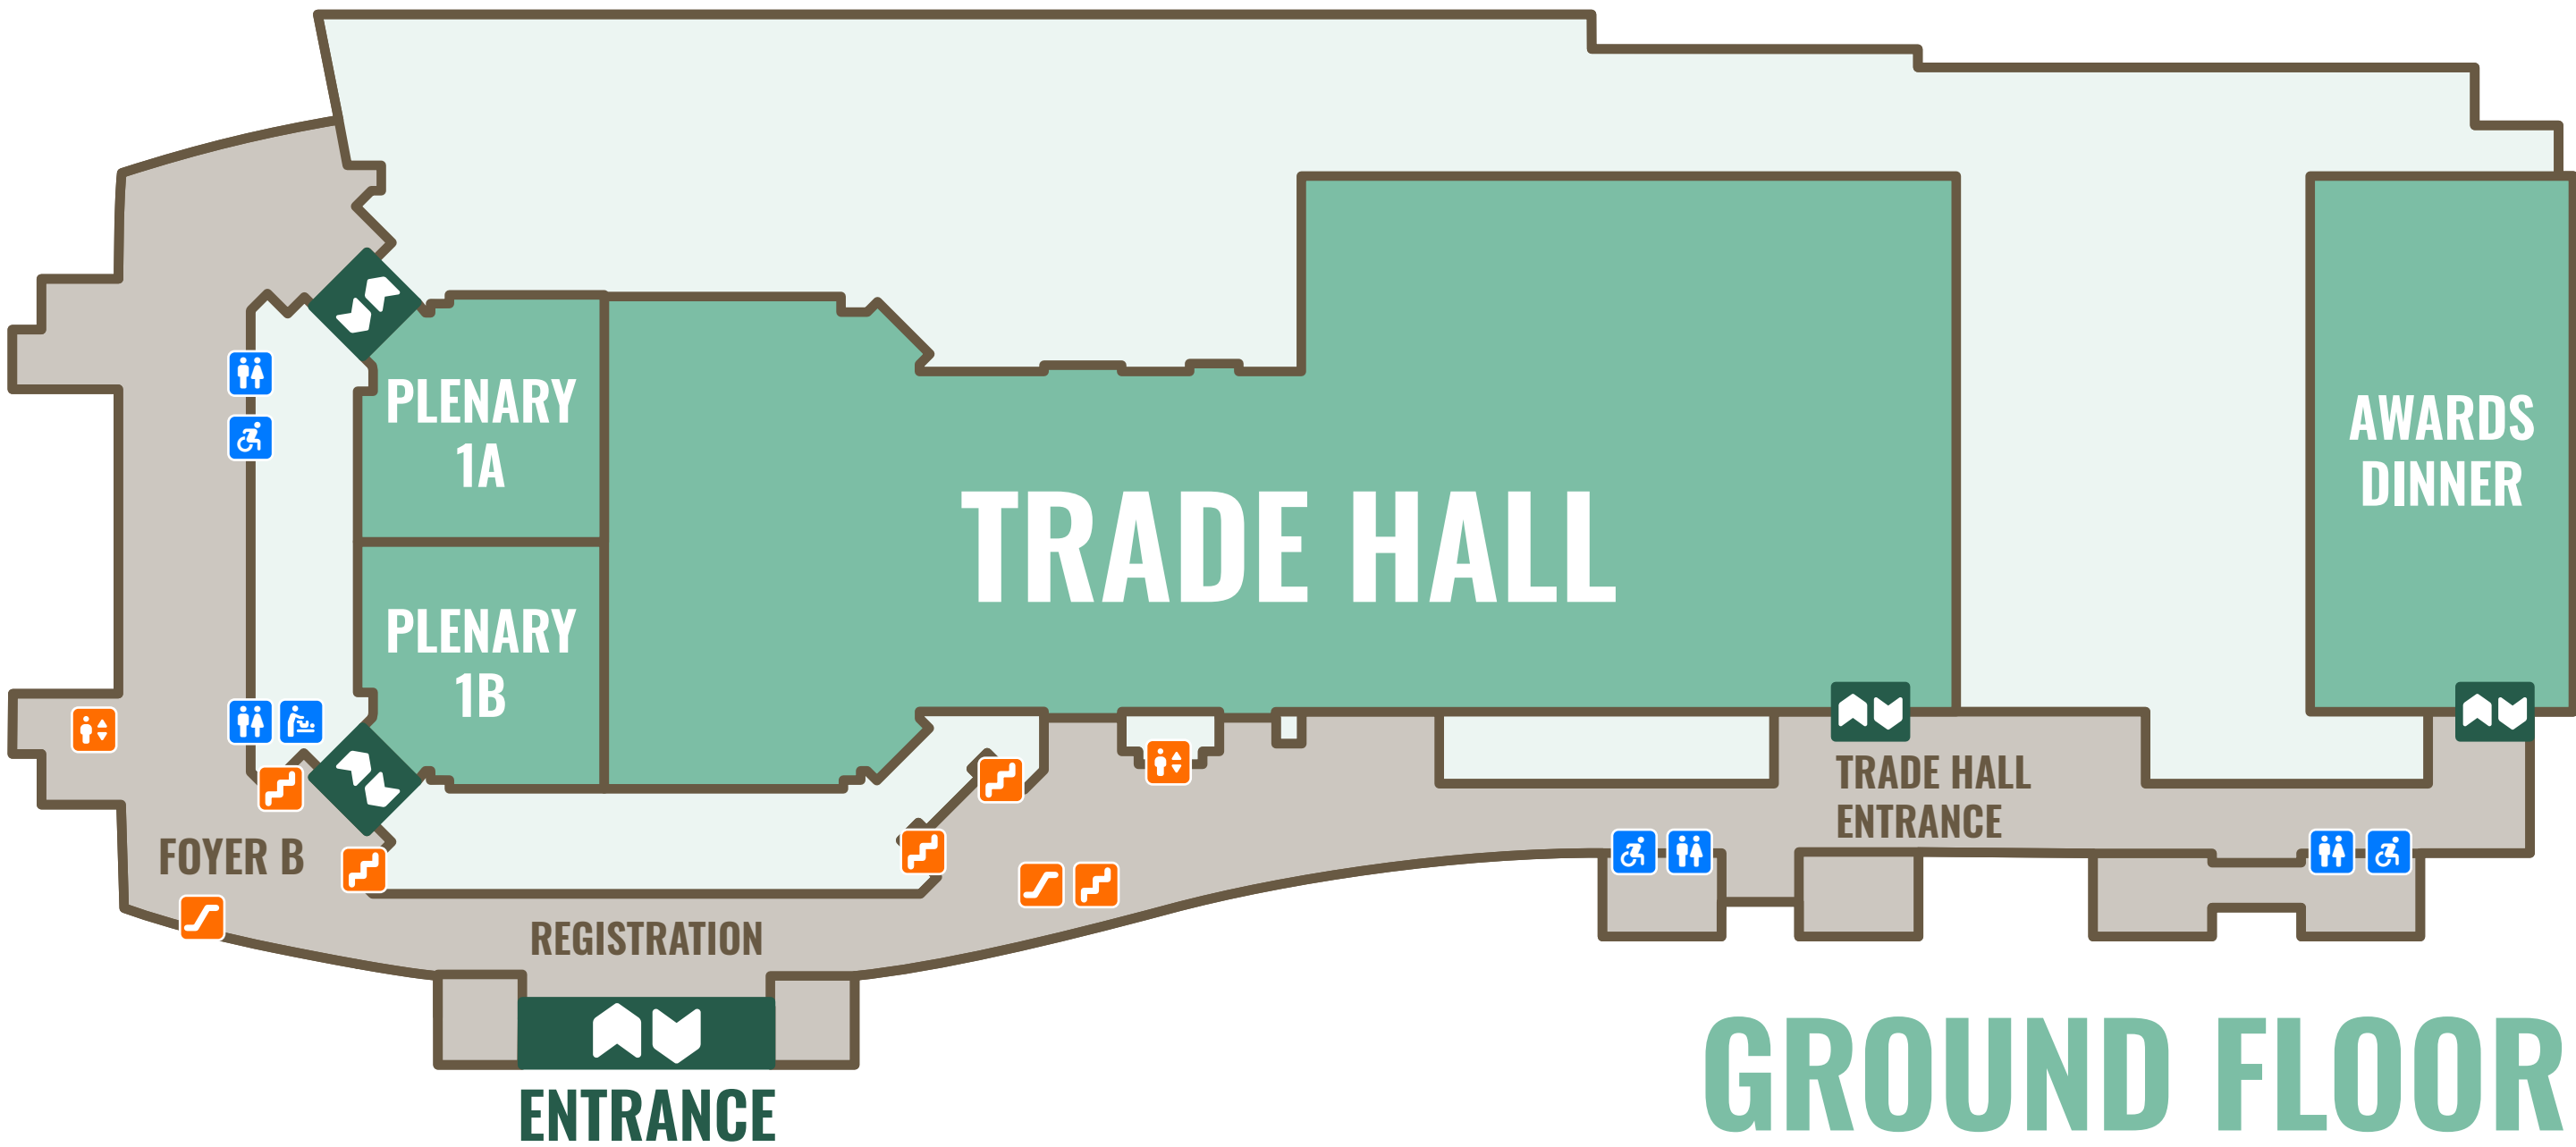 PLENARY
1A
PLENARY
1B
TRADE HALL
AWARDS
DINNER
TRADE HALL
ENTRANCE
FOYER B
REGISTRATION
ENTRANCE
GROUND FLOOR